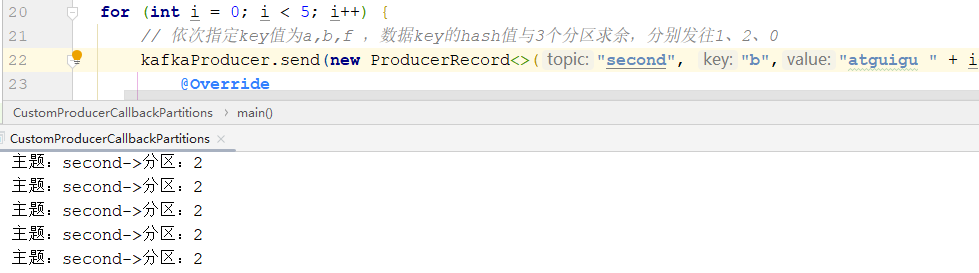 20 for (int i = 0; i < 5; i++) {
21 // 依次指定key值为a,b,f ，数据key的hash值与3个分区求余，分别发往1、2、0
22 kafkaProducer.send(new ProducerRecord<>( topic: "second", key: "b", value: "atguigu " + i
23 @Override
CustomProducerCallbackPartitions > main()
CustomProducerCallbackPartitions ×
主题：second->分区：2
主题：second->分区：2
主题：second->分区：2
主题：second->分区：2
主题：second->分区：2